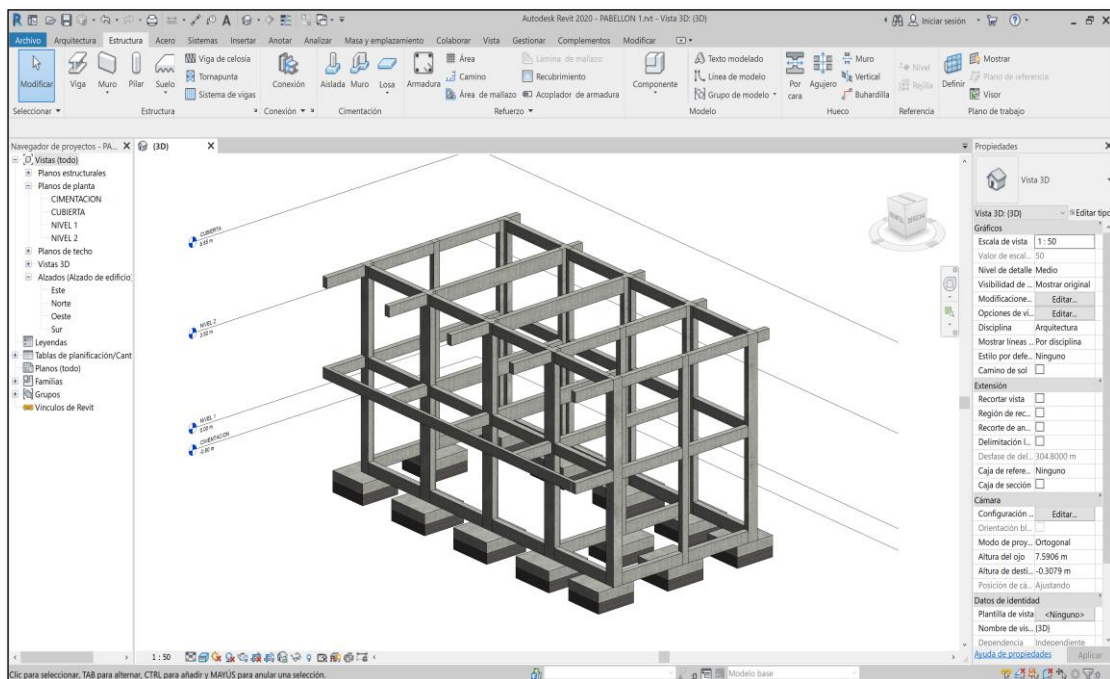 Autodesk Revit 2020 - PABELLON 1.rvt - Vista 3D: {3D}
Iniciar sesión
Archivo Arquitectura Estructura Acero Sistemas Insertar Anotar Analizar Masa y emplazamiento Colaborar Vista Gestionar Complementos Modificar
Modificar Viga Muro Pilar Suelo
Viga de celosía
Tornapunta
Sistema de vigas
Conexión
Aislada Muro Losa
Armadura
Área
Camino
Área de mallazo
Lámina de mallazo
Recubrimiento
Acoplador de armadura
Componente
Texto modelado
Línea de modelo
Grupo de modelo
Por cara
Agujero
Muro
Vertical
Buhardilla
Nivel
Rejilla
Definir
Mostrar
Plano de referencia
Visor
Seleccionar Estructura Conexión Cimentación Refuerzo Modelo Hueco Referencia Plano de trabajo
Navegador de proyectos - PA...
Vistas (todo)
Planos estructurales
Planos de planta
CIMENTACION
CUBIERTA
NIVEL 1
NIVEL 2
Planos de techo
Vistas 3D
Alzados (Alzado de edificio
Este
Norte
Oeste
Sur
Leyendas
Tablas de planificación/Cant
Planos (todo)
Familias
Grupos
Vínculos de Revit
{3D}
CUBIERTA
NIVEL 2
NIVEL 1
CIMENTACION
Propiedades
Vista 3D
Vista 3D: {3D} Editar tipo
Gráficos
Escala de vista 1 : 50
Valor de escal... 50
Nivel de detalle Medio
Visibilidad de ... Mostrar original
Modificacione... Editar...
Opciones de vi... Editar...
Disciplina Arquitectura
Mostrar líneas ... Por disciplina
Estilo por defe... Ninguno
Camino de sol
Extensión
Recortar vista
Región de rec...
Recorte de an...
Delimitación l...
Desfase de del... 304.8000 m
Caja de refere... Ninguno
Caja de sección
Cámara
Configuración ... Editar...
Orientación bl...
Modo de proy... Ortogonal
Altura del ojo 7.5906 m
Altura de desti... -0.3079 m
Posición de cá... Ajustando
Datos de identidad
Plantilla de vista <Ninguno>
Nombre de vis... {3D}
Dependencia Independiente
Ayuda de propiedades Aplicar
1 : 50
Clic para seleccionar, TAB para alternar, CTRL para añadir y MAYÚS para anular una selección.
:0 Modelo base
:0